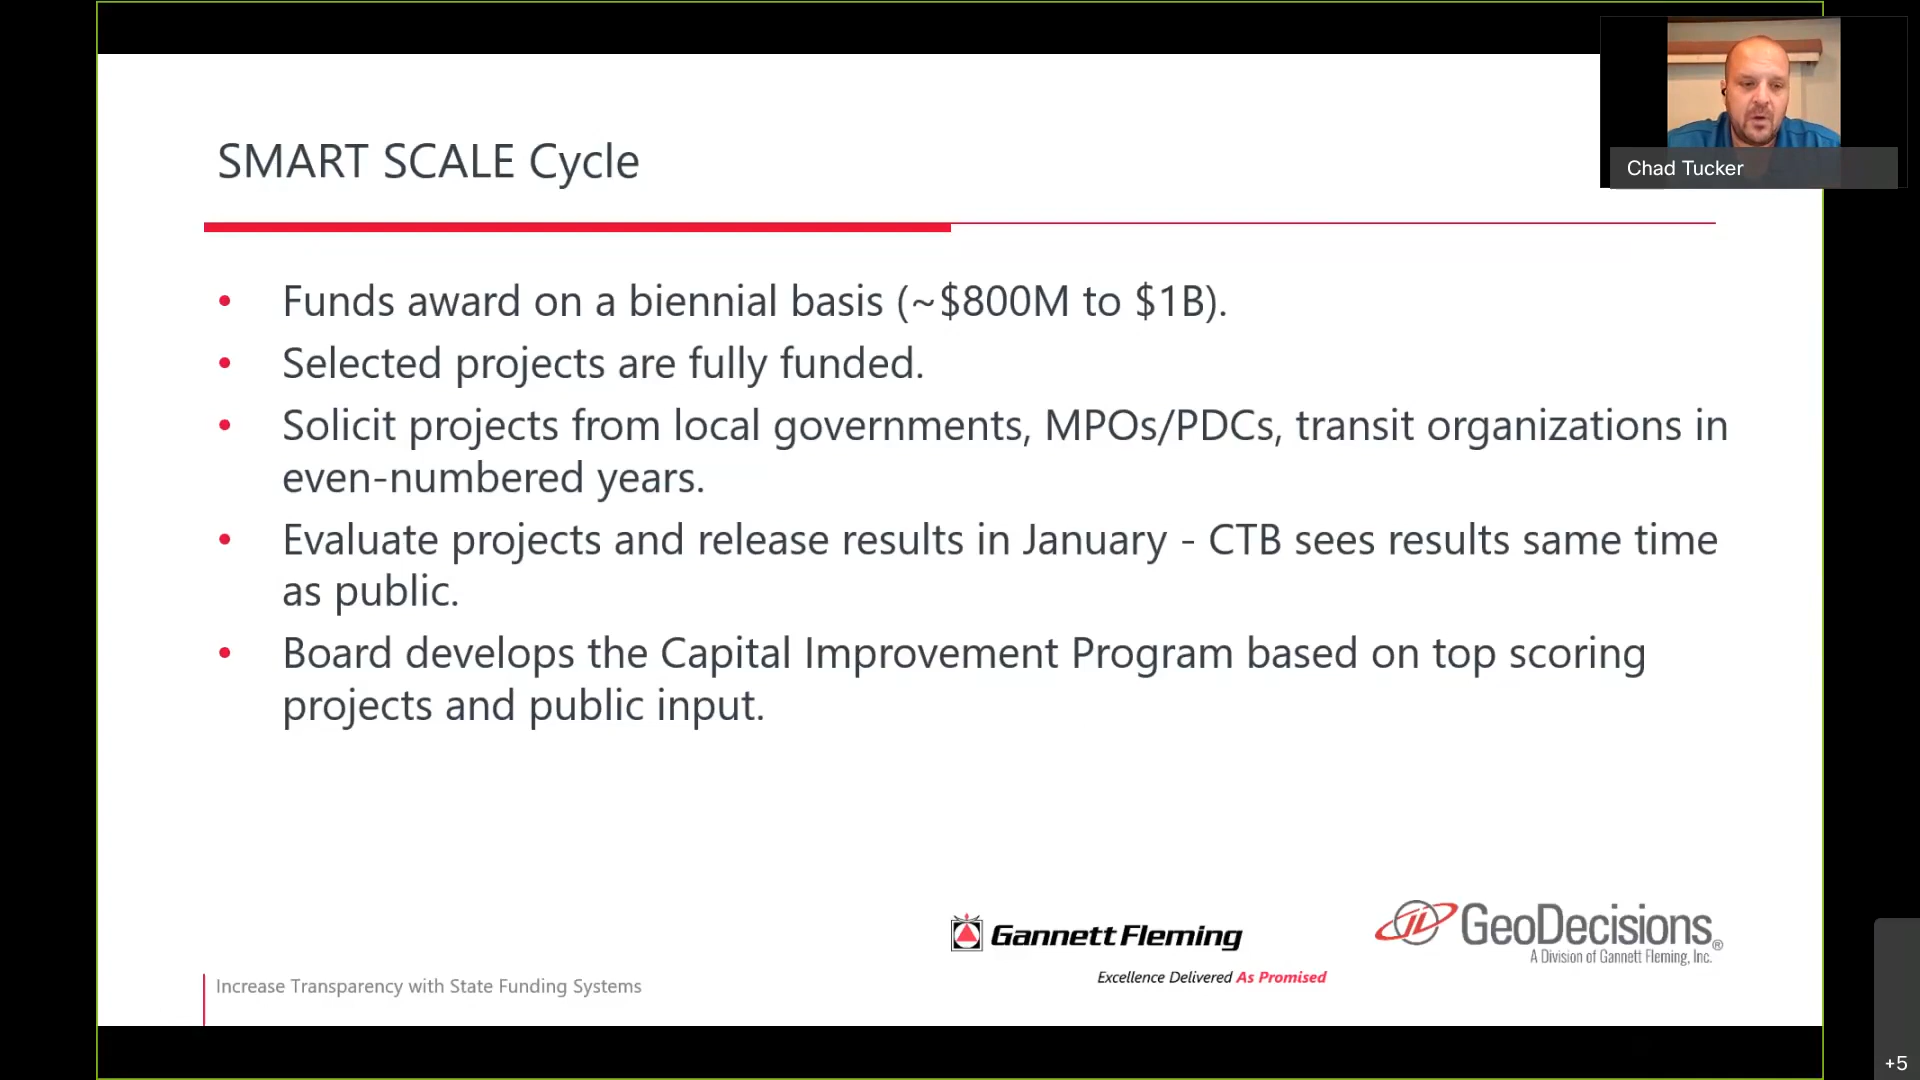 Chad Tucker
SMART SCALE Cycle
• Funds award on a biennial basis (~$800M to $1B).
• Selected projects are fully funded.
• Solicit projects from local governments, MPOs/PDCs, transit organizations in
even-numbered years.
• Evaluate projects and release results in January - CTB sees results same time
as public.
• Board develops the Capital Improvement Program based on top scoring
projects and public input.
Gannett Fleming
Excellence Delivered As Promised
GeoDecisions®
A Division of Gannett Fleming, Inc.
Increase Transparency with State Funding Systems
+5